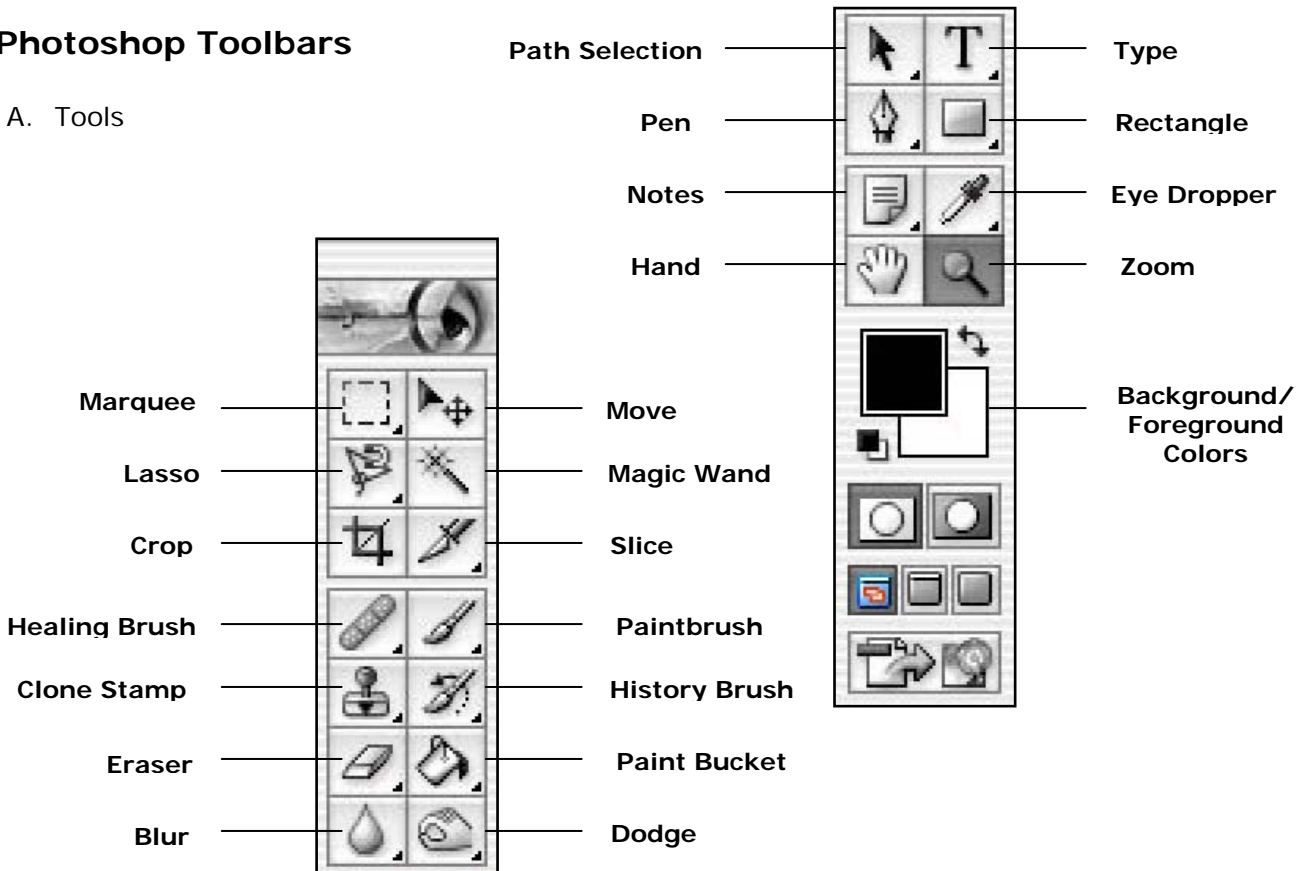 Photoshop Toolbars
A. Tools
Path Selection
Type
Pen
Rectangle
Notes
Eye Dropper
Hand
Zoom
Background/
Foreground
Colors
Marquee
Move
Lasso
Magic Wand
Crop
Slice
Healing Brush
Paintbrush
Clone Stamp
History Brush
Eraser
Paint Bucket
Blur
Dodge